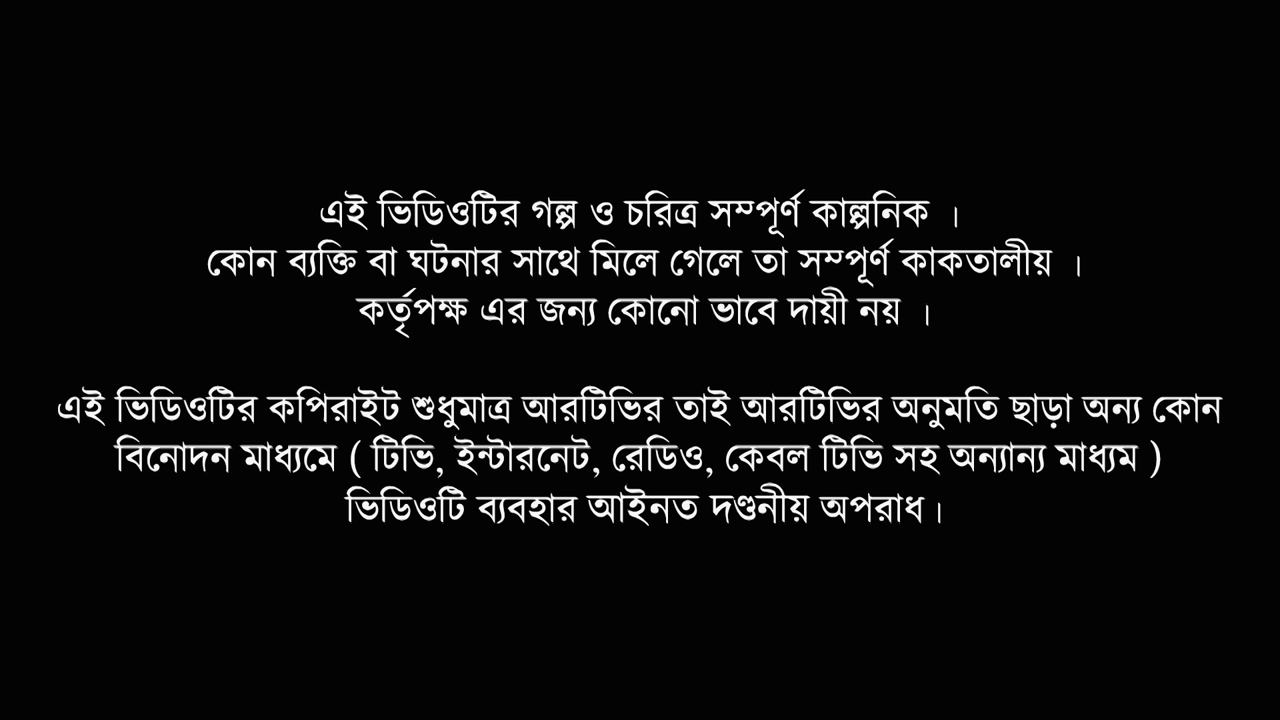 এই ভিডিওটির গল্প ও চরিত্র সম্পূর্ণ কাল্পনিক ।
কোন ব্যক্তি বা ঘটনার সাথে মিলে গেলে তা সম্পূর্ণ কাকতালীয় ।
কর্তৃপক্ষ এর জন্য কোনো ভাবে দায়ী নয় ।
এই ভিডিওটির কপিরাইট শুধুমাত্র আরটিভির তাই আরটিভির অনুমতি ছাড়া অন্য কোন
বিনোদন মাধ্যমে ( টিভি, ইন্টারনেট, রেডিও, কেবল টিভি সহ অন্যান্য মাধ্যম )
ভিডিওটি ব্যবহার আইনত দণ্ডনীয় অপরাধ।